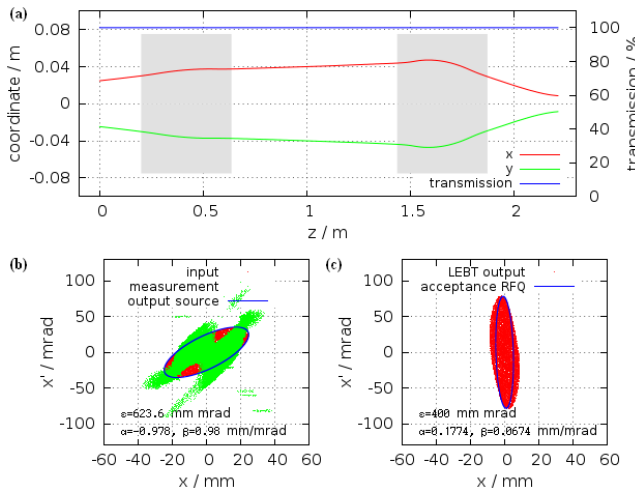 (a)
0.08
0.04
0
-0.04
-0.08
coordinate / m
100
80
60
40
20
0
transmission / %
x
y
transmission
0
0.5
1
1.5
2
z / m
(b)
input
measurement
output source
100
50
0
-50
-100
x' / mrad
ε=623.6 mm mrad
α=-0.978, β=0.98 mm/mrad
-60
-40
-20
0
20
40
60
x / mm
(c)
LEBT output
acceptance RFQ
100
50
0
-50
-100
x' / mrad
ε=400 mm mrad
α=0.1774, β=0.0674 mm/mrad
-60
-40
-20
0
20
40
60
x / mm